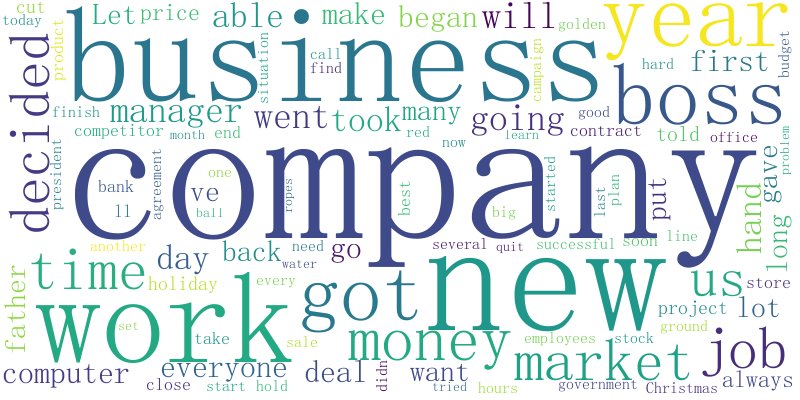 cut
Let
price
able
make
began
will
golden
year
today
product
business
situation
call
find
campaign
hard
first
budget
decided
boss
finish
manager
went
took
many
going
good
contract
told
office
competitor
month
end
red
now
learn
problem
president
company
bank
agreement
ve
one
ropes
best
started
last
plan
put
hand
gave
ll
ball
big
long
another
day
back
need
go
several
quit
successful
soon
line
water
father
time
holiday
every
got
new
us
store
work
project
lot
set
take
sale
money
employees
stock
ground
job
market
computer
everyone
deal
didn
want
close
start
hold
tried
hours
government
Christmas
always